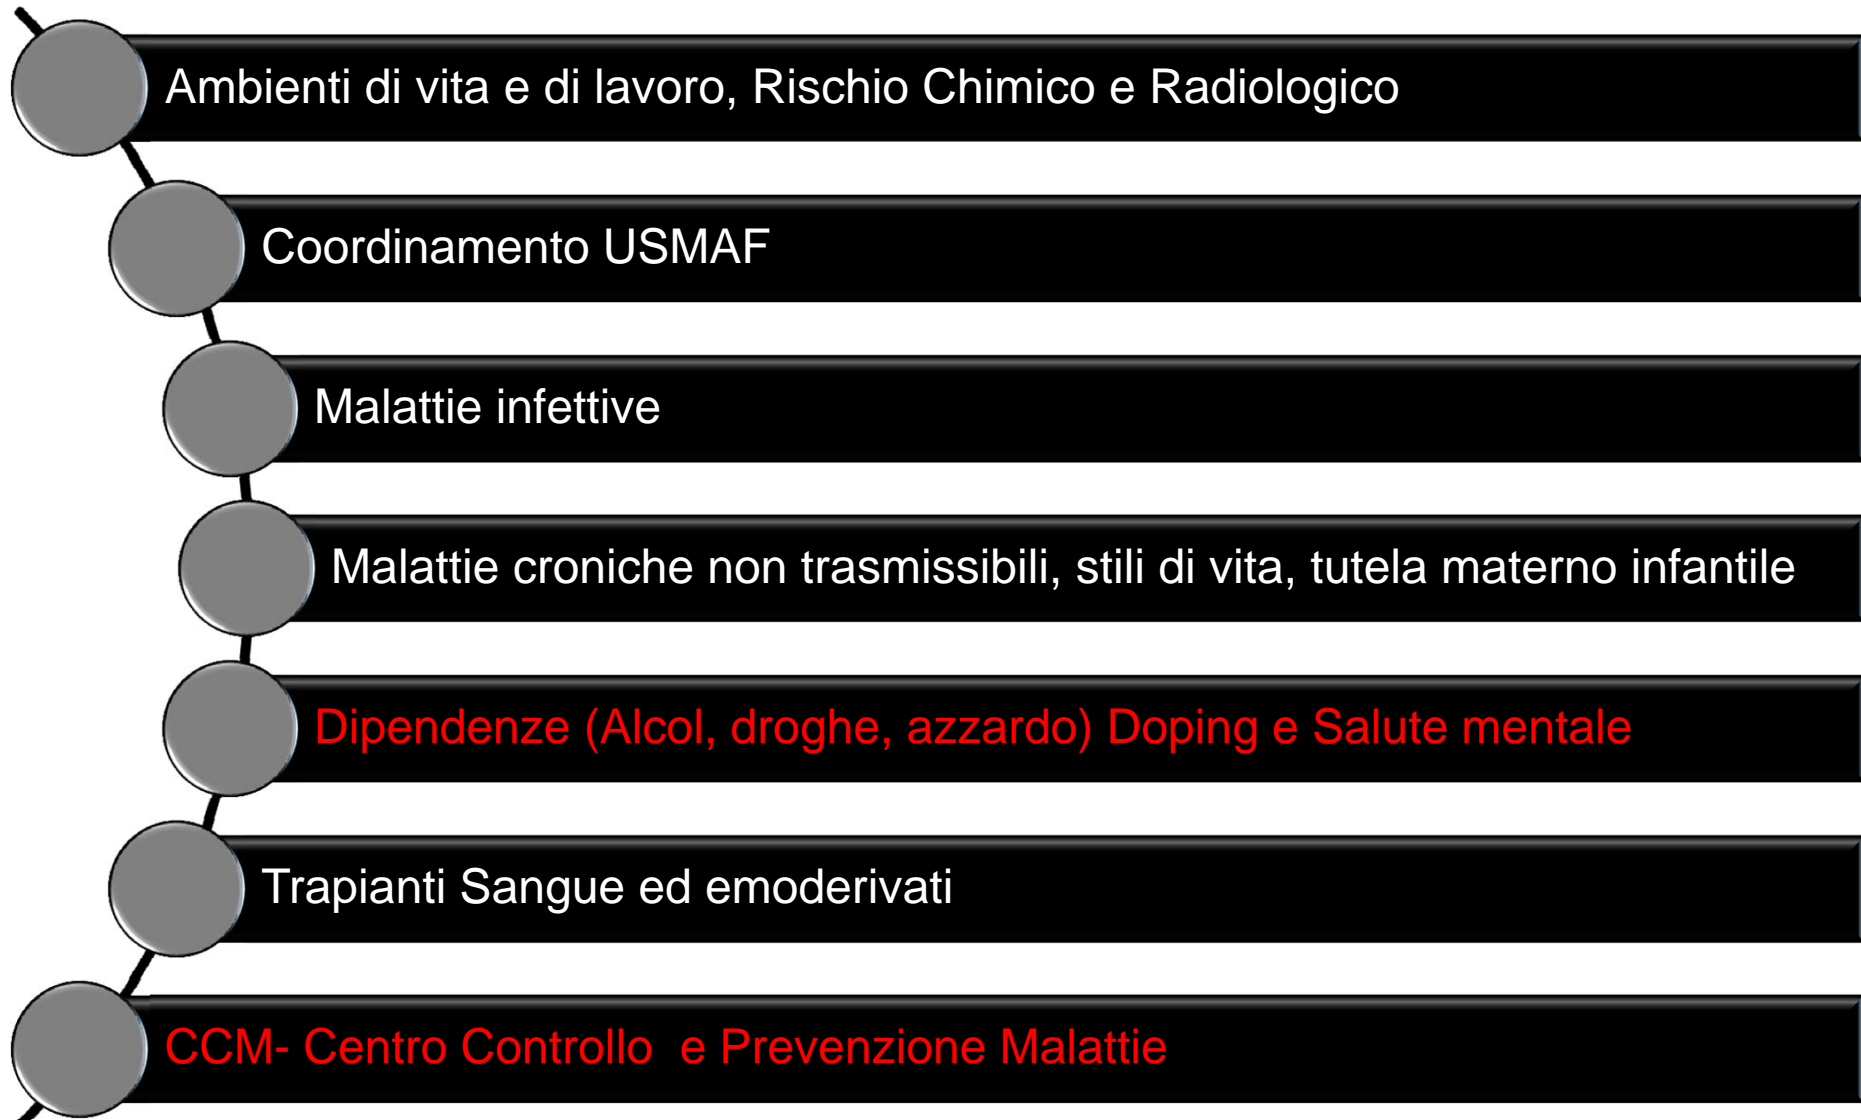 Ambienti di vita e di lavoro, Rischio Chimico e Radiologico
Coordinamento USMAF
Malattie infettive
Malattie croniche non trasmissibili, stili di vita, tutela materno infantile
Dipendenze (Alcol, droghe, azzardo) Doping e Salute mentale
Trapianti Sangue ed emoderivati
CCM- Centro Controllo  e Prevenzione Malattie